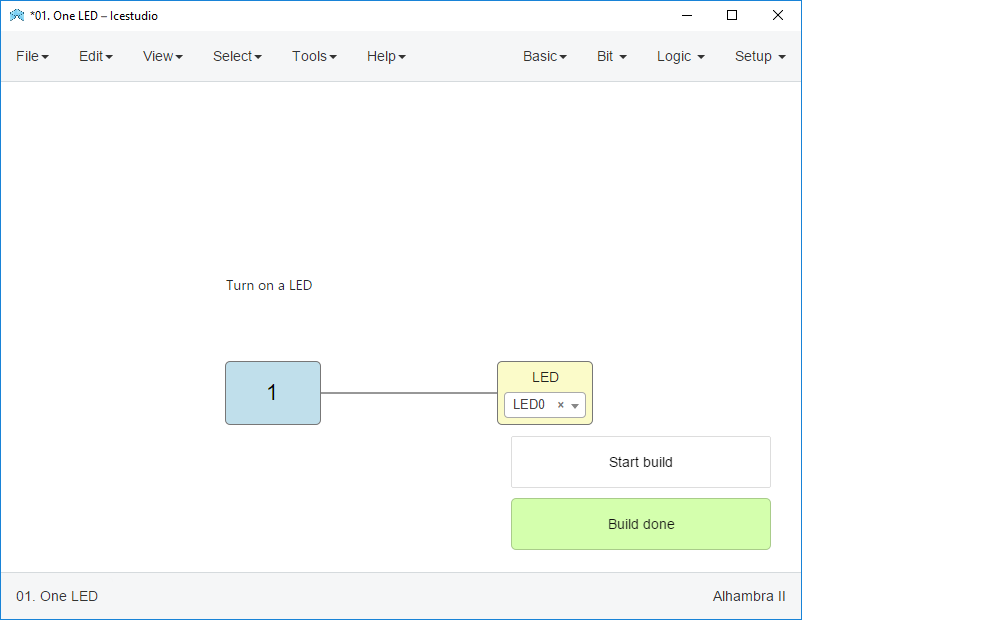 *01. One LED – Icestudio
File Edit View Select Tools Help Basic Bit Logic Setup
Turn on a LED
1
LED
LED0 ×
Start build
Build done
01. One LED Alhambra II